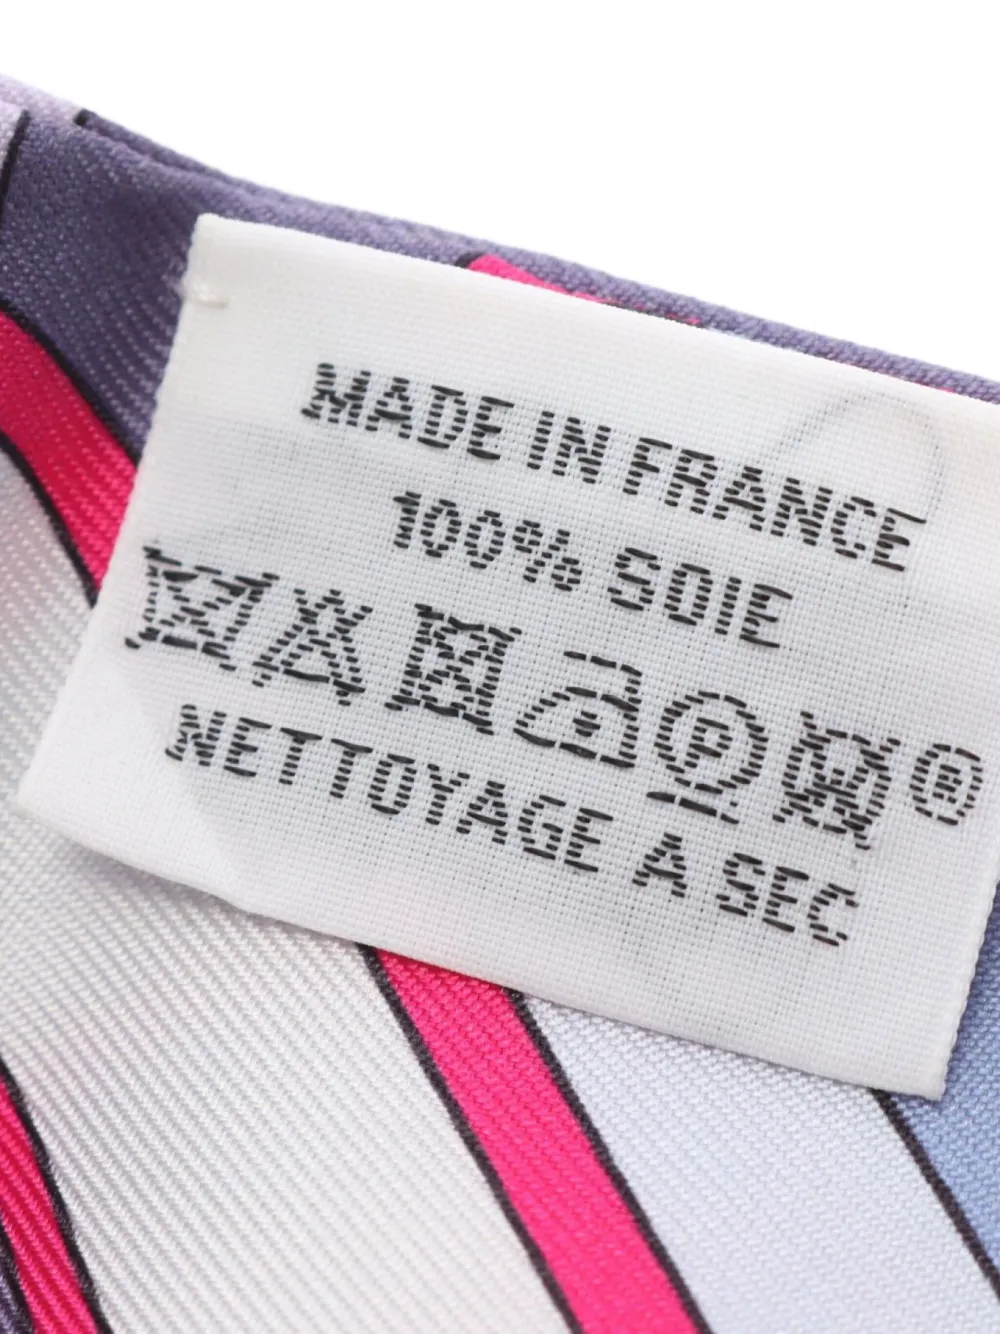 MADE IN FRANCE
100% SOIE
P ®
NETTOYAGE A SEC